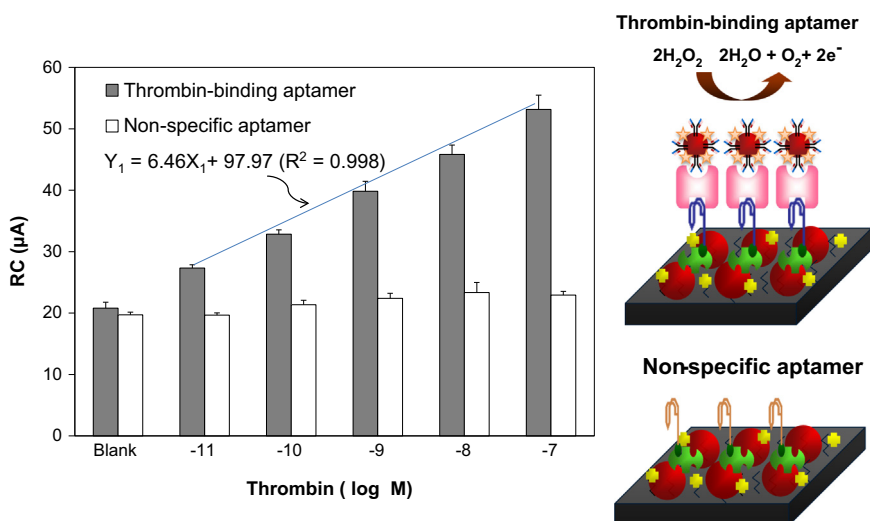 Thrombin-binding aptamer
2H₂O₂ 2H₂O + O₂+ 2e⁻
60
50
40
30
20
10
0
RC (µA)
Thrombin-binding aptamer
Non-specific aptamer
Y₁ = 6.46X₁+ 97.97 (R² = 0.998)
Blank -11 -10 -9 -8 -7
Thrombin ( log M)
Non-specific aptamer